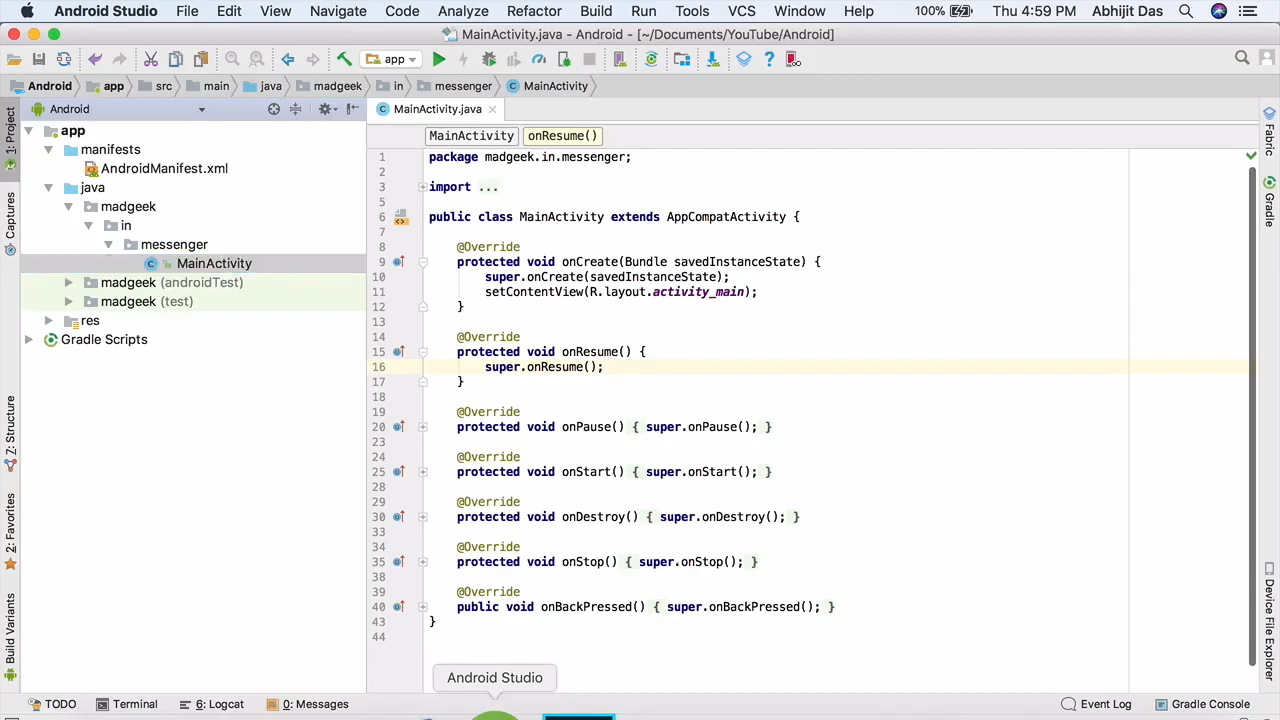 Android Studio File Edit View Navigate Code Analyze Refactor Build Run Tools VCS Window Help 100% Thu 4:59 PM Abhijit Das
MainActivity.java - Android - [~/Documents/YouTube/Android]
app
Android app src main java madgeek in messenger MainActivity
1: Project
Captures
Z: Structure
2: Favorites
Build Variants
Android
app
manifests
AndroidManifest.xml
java
madgeek
in
messenger
MainActivity
madgeek (androidTest)
madgeek (test)
res
Gradle Scripts
MainActivity.java
MainActivity onResume()
1 package madgeek.in.messenger;
2
3 import ...
5
6 public class MainActivity extends AppCompatActivity {
7
8 @Override
9 protected void onCreate(Bundle savedInstanceState) {
10 super.onCreate(savedInstanceState);
11 setContentView(R.layout.activity_main);
12 }
13
14 @Override
15 protected void onResume() {
16 super.onResume();
17 }
18
19 @Override
20 protected void onPause() { super.onPause(); }
23
24 @Override
25 protected void onStart() { super.onStart(); }
28
29 @Override
30 protected void onDestroy() { super.onDestroy(); }
33
34 @Override
35 protected void onStop() { super.onStop(); }
38
39 @Override
40 public void onBackPressed() { super.onBackPressed(); }
43 }
44
Fabric
Gradle
Device File Explorer
Android Studio
TODO Terminal 6: Logcat 0: Messages Event Log Gradle Console